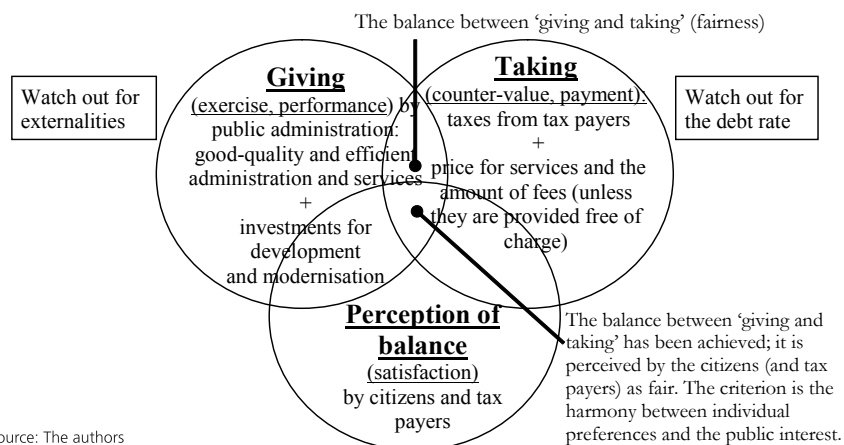 The balance between ‘giving and taking’ (fairness)
Watch out for
externalities
Giving
(exercise, performance) by
public administration:
good-quality and efficient
administration and services
+
investments for
development
and modernisation
Taking
(counter-value, payment):
taxes from tax payers
+
price for services and the
amount of fees (unless
they are provided free of
charge)
Watch out for
the debt rate
Perception of
balance
(satisfaction)
by citizens and tax
payers
The balance between ‘giving and
taking’ has been achieved; it is
perceived by the citizens (and tax
payers) as fair. The criterion is the
harmony between individual
preferences and the public interest.
ource: The authors